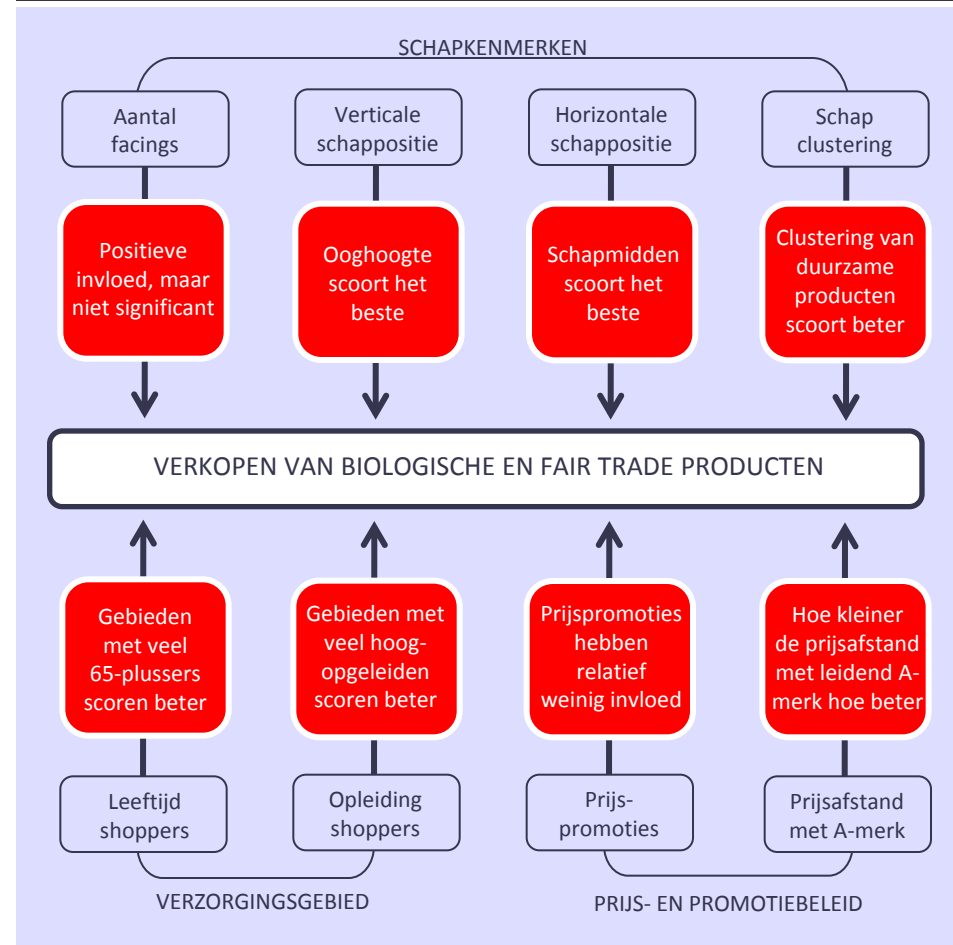 SCHAPKENMERKEN
Aantal
facings
Verticale
schappositie
Horizontale
schappositie
Schap
clustering
Positieve
invloed, maar
niet significant
Ooghoogte
scoort het
beste
Schapmidden
scoort het
beste
Clustering van
duurzame
producten
scoort beter
VERKOPEN VAN BIOLOGISCHE EN FAIR TRADE PRODUCTEN
Gebieden
met veel
65-plussers
scoren beter
Gebieden met
veel hoog-
opgeleiden
scoren beter
Prijspromoties
hebben
relatief
weinig invloed
Hoe kleiner
de prijsafstand
met leidend A-
merk hoe beter
Leeftijd
shoppers
Opleiding
shoppers
Prijs-
promoties
Prijsafstand
met A-merk
VERZORGINGSGEBIED
PRIJS- EN PROMOTIEBELEID